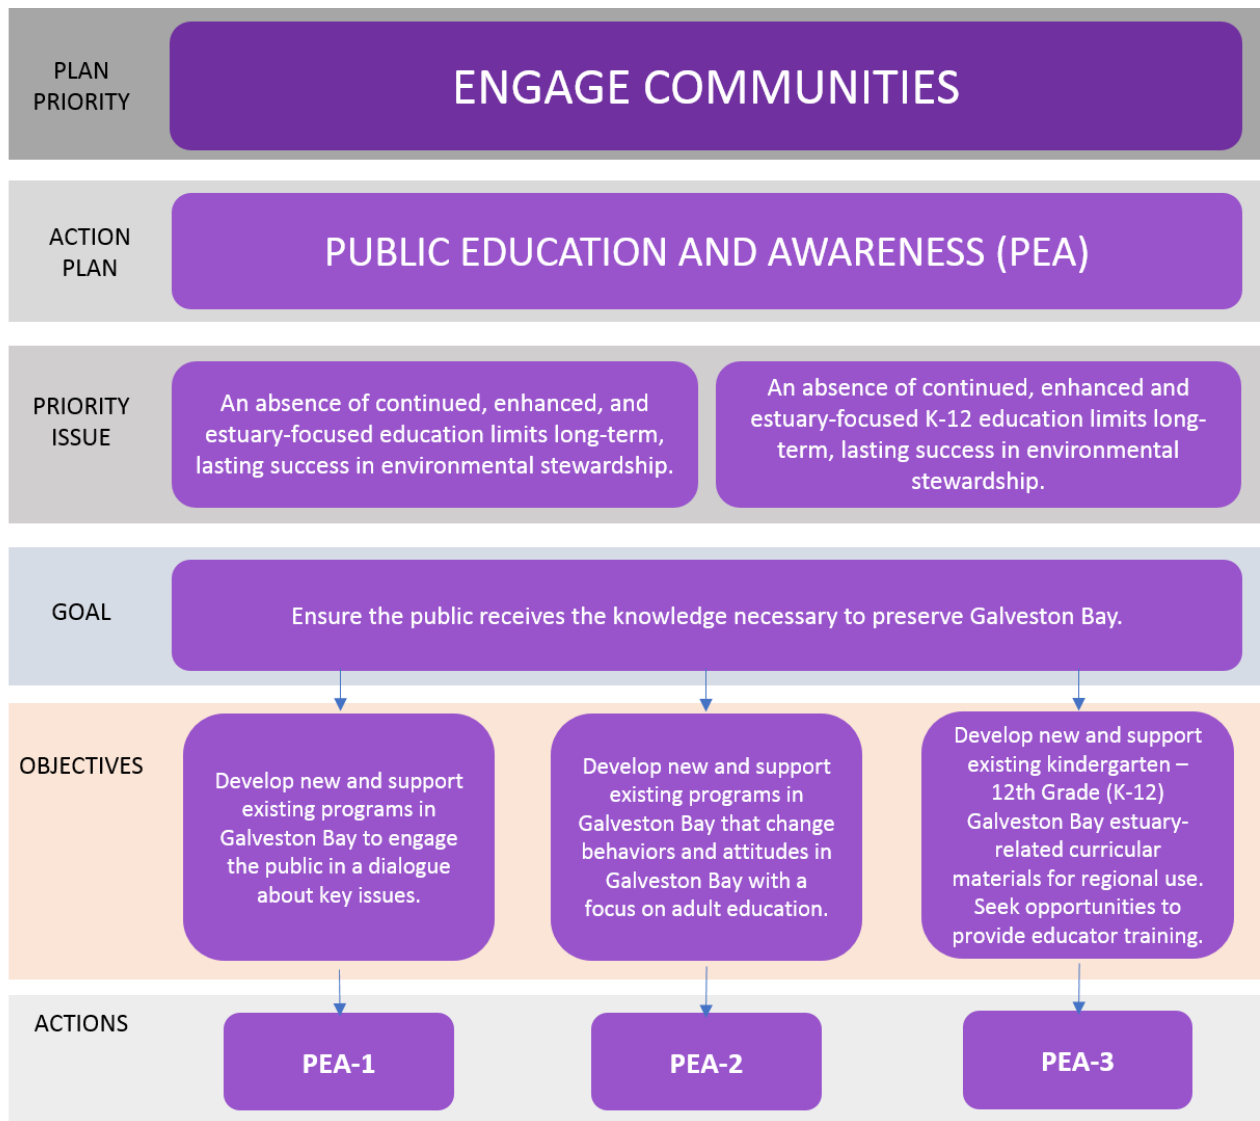 PLAN
PRIORITY
ENGAGE COMMUNITIES
ACTION
PLAN
PUBLIC EDUCATION AND AWARENESS (PEA)
PRIORITY
ISSUE
An absence of continued, enhanced, and
estuary-focused education limits long-term,
lasting success in environmental stewardship.
An absence of continued, enhanced and
estuary-focused K-12 education limits long-
term, lasting success in environmental
stewardship.
GOAL
Ensure the public receives the knowledge necessary to preserve Galveston Bay.
OBJECTIVES
Develop new and support
existing programs in
Galveston Bay to engage
the public in a dialogue
about key issues.
Develop new and support
existing programs in
Galveston Bay that change
behaviors and attitudes in
Galveston Bay with a
focus on adult education.
Develop new and support
existing kindergarten –
12th Grade (K-12)
Galveston Bay estuary-
related curricular
materials for regional use.
Seek opportunities to
provide educator training.
ACTIONS
PEA-1
PEA-2
PEA-3